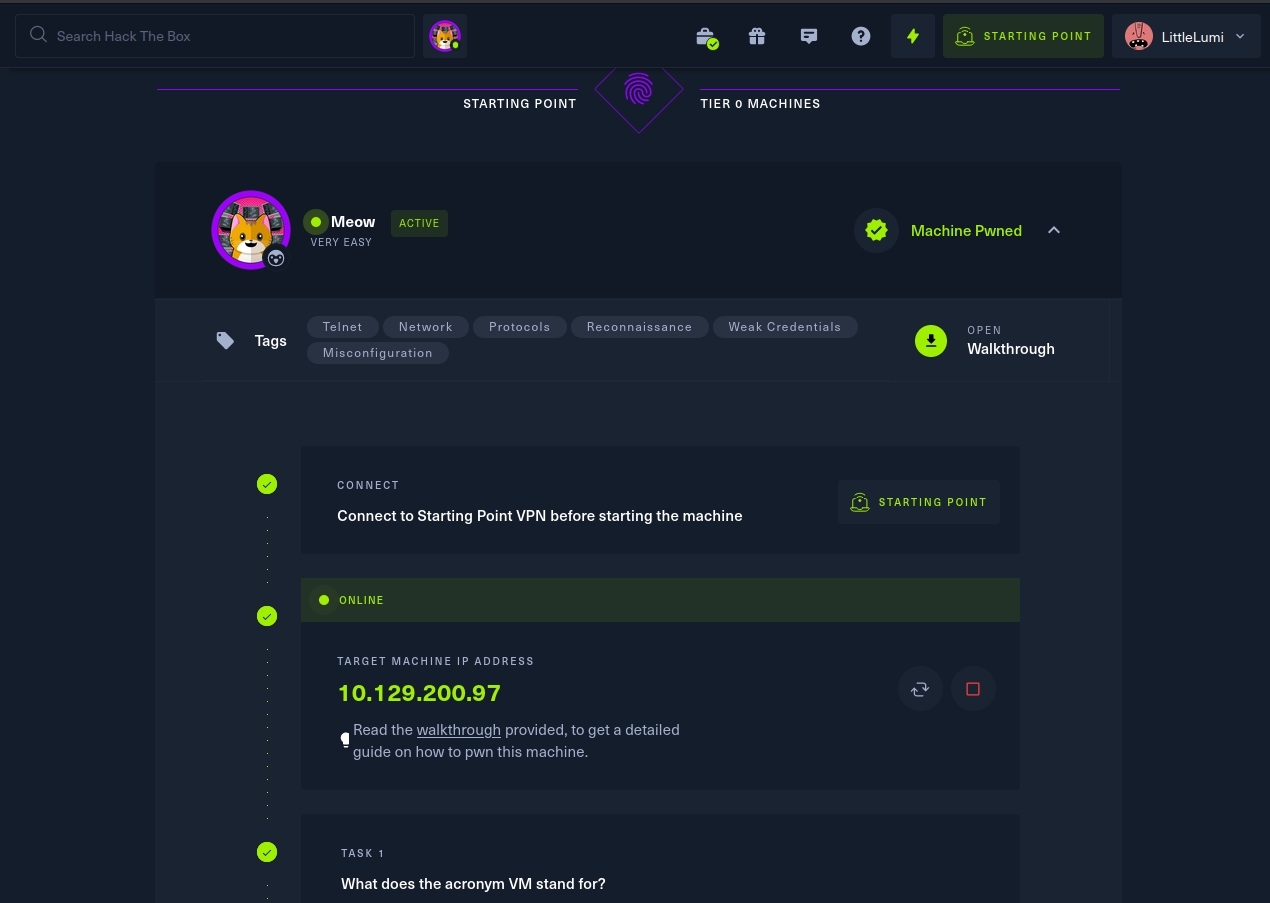 Search Hack The Box
STARTING POINT
LittleLumi
STARTING POINT
TIER 0 MACHINES
Meow
ACTIVE
VERY EASY
Machine Pwned
Tags
Telnet
Network
Protocols
Reconnaissance
Weak Credentials
Misconfiguration
OPEN
Walkthrough
CONNECT
Connect to Starting Point VPN before starting the machine
STARTING POINT
ONLINE
TARGET MACHINE IP ADDRESS
10.129.200.97
Read the walkthrough provided, to get a detailed
guide on how to pwn this machine.
TASK 1
What does the acronym VM stand for?